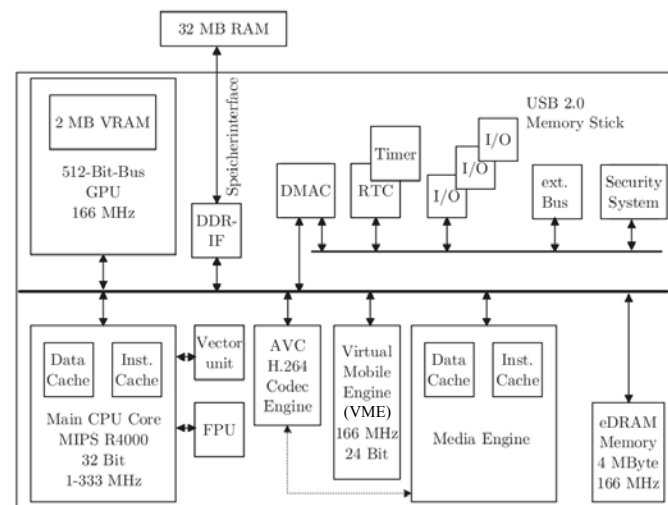 32 MB RAM
Speicherinterface
2 MB VRAM
512-Bit-Bus
GPU
166 MHz
DDR-
IF
DMAC
Timer
RTC
I/O
I/O
I/O
USB 2.0
Memory Stick
ext.
Bus
Security
System
Data
Cache
Inst.
Cache
Main CPU Core
MIPS R4000
32 Bit
1-333 MHz
Vector
unit
FPU
AVC
H.264
Codec
Engine
Virtual
Mobile
Engine
(VME)
166 MHz
24 Bit
Data
Cache
Inst.
Cache
Media Engine
eDRAM
Memory
4 MByte
166 MHz